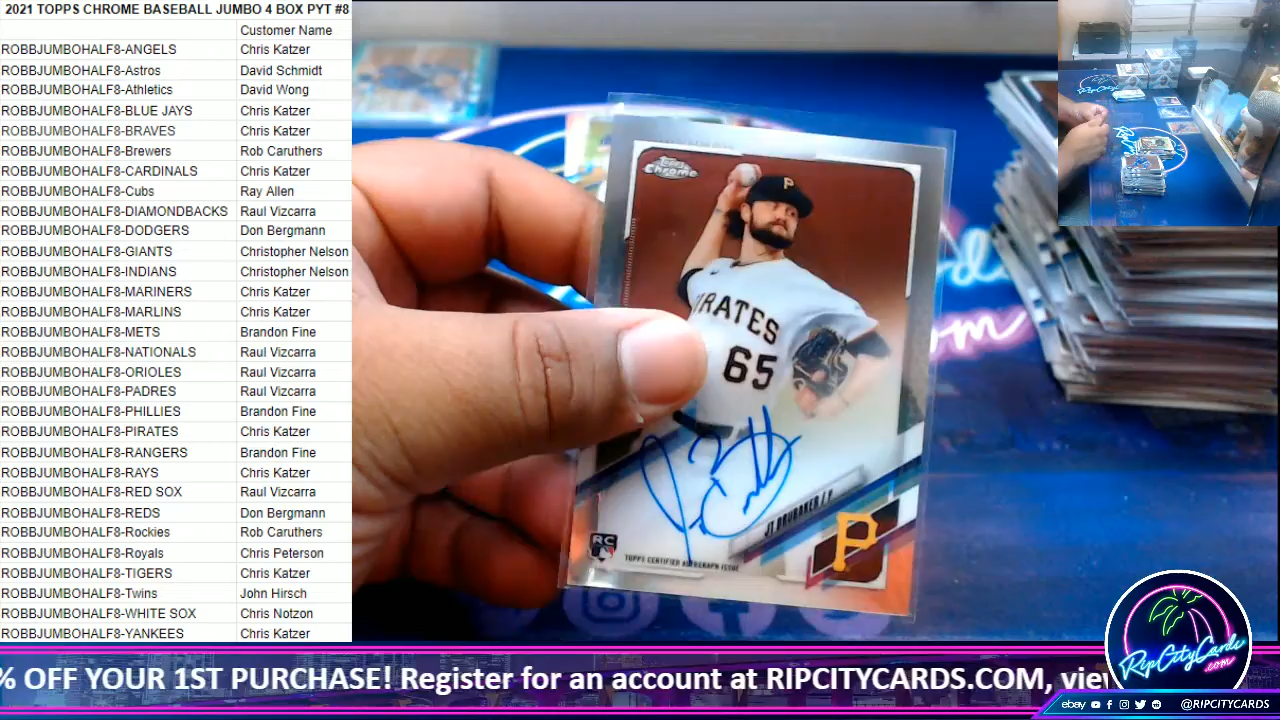 2021 TOPPS CHROME BASEBALL JUMBO 4 BOX PYT #8
Customer Name
ROBBJUMBOHALF8-ANGELS Chris Katzer
ROBBJUMBOHALF8-Astros David Schmidt
ROBBJUMBOHALF8-Athletics David Wong
ROBBJUMBOHALF8-BLUE JAYS Chris Katzer
ROBBJUMBOHALF8-BRAVES Chris Katzer
ROBBJUMBOHALF8-Brewers Rob Caruthers
ROBBJUMBOHALF8-CARDINALS Chris Katzer
ROBBJUMBOHALF8-Cubs Ray Allen
ROBBJUMBOHALF8-DIAMONDBACKS Raul Vizcarra
ROBBJUMBOHALF8-DODGERS Don Bergmann
ROBBJUMBOHALF8-GIANTS Christopher Nelson
ROBBJUMBOHALF8-INDIANS Christopher Nelson
ROBBJUMBOHALF8-MARINERS Chris Katzer
ROBBJUMBOHALF8-MARLINS Chris Katzer
ROBBJUMBOHALF8-METS Brandon Fine
ROBBJUMBOHALF8-NATIONALS Raul Vizcarra
ROBBJUMBOHALF8-ORIOLES Raul Vizcarra
ROBBJUMBOHALF8-PADRES Raul Vizcarra
ROBBJUMBOHALF8-PHILLIES Brandon Fine
ROBBJUMBOHALF8-PIRATES Chris Katzer
ROBBJUMBOHALF8-RANGERS Brandon Fine
ROBBJUMBOHALF8-RAYS Chris Katzer
ROBBJUMBOHALF8-RED SOX Raul Vizcarra
ROBBJUMBOHALF8-REDS Don Bergmann
ROBBJUMBOHALF8-Rockies Rob Caruthers
ROBBJUMBOHALF8-Royals Chris Peterson
ROBBJUMBOHALF8-TIGERS Chris Katzer
ROBBJUMBOHALF8-Twins John Hirsch
ROBBJUMBOHALF8-WHITE SOX Chris Notzon
ROBBJUMBOHALF8-YANKEES Chris Katzer
Topps Chrome
P
PIRATES
65
JT BRUBAKER / P
P
RC
TOPPS CERTIFIED AUTOGRAPH ISSUE
% OFF YOUR 1ST PURCHASE! Register for an account at RIPCITYCARDS.COM, view
RipCityCards
.com
ebay @RIPCITYCARDS